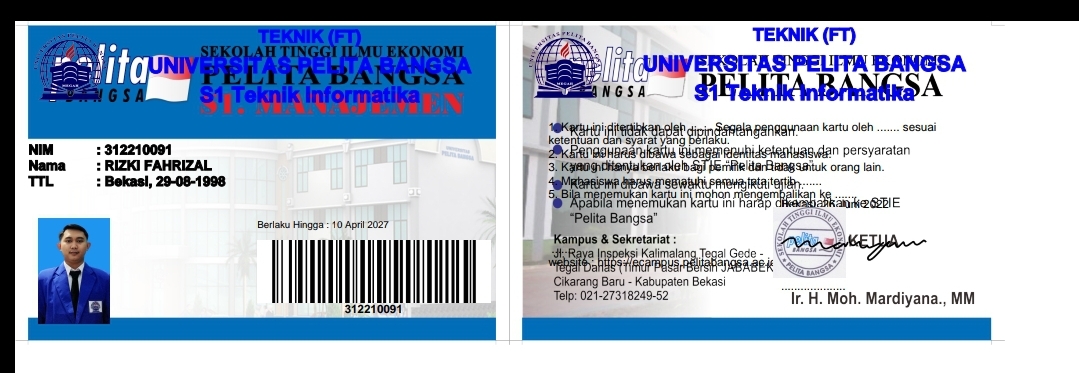 TEKNIK (FT)
SEKOLAH TINGGI ILMU EKONOMI
UNIVERSITAS PELITA BANGSA
PELITA BANGSA
S1 Teknik Informatika
S1. MANAJEMEN
pelita
BANGSA
NIM : 312210091
Nama : RIZKI FAHRIZAL
TTL : Bekasi, 29-08-1998
Berlaku Hingga : 10 April 2027
312210091
TEKNIK (FT)
SEKOLAH TINGGI ILMU EKONOMI
UNIVERSITAS PELITA BANGSA
PELITA BANGSA
S1 Teknik Informatika
pelita
BANGSA
1. Kartu ini diterbitkan oleh ....... Segala penggunaan kartu oleh ....... sesuai
ketentuan dan syarat yang berlaku.
Kartu ini tidak dapat dipindahtangankan.
2. Kartu ini harus dibawa sebagai identitas mahasiswa.
Penggunaan kartu ini memenuhi ketentuan dan persyaratan
yang ditentukan oleh STIE "Pelita Bangsa"
3. Kartu ini hanya berlaku bagi pemilik dan tidak untuk orang lain.
4. Mahasiswa harus mematuhi semua tata tertib .......
Kartu ini dibawa sewaktu mengikuti ujian.
5. Bila menemukan kartu ini mohon mengembalikan ke
Apabila menemukan kartu ini harap dikembalikan ke STIE
“Pelita Bangsa”
Juni 2022
Kampus & Sekretariat :
KETUA
Jl. Raya Inspeksi Kalimalang Tegal Gede -
website : https://ecampus.pelitabangsa.ac.id
Tegal Danas (Timur Pasar Bersih JABABEKA
Cikarang Baru - Kabupaten Bekasi
Telp: 021-27318249-52
Ir. H. Moh. Mardiyana., MM